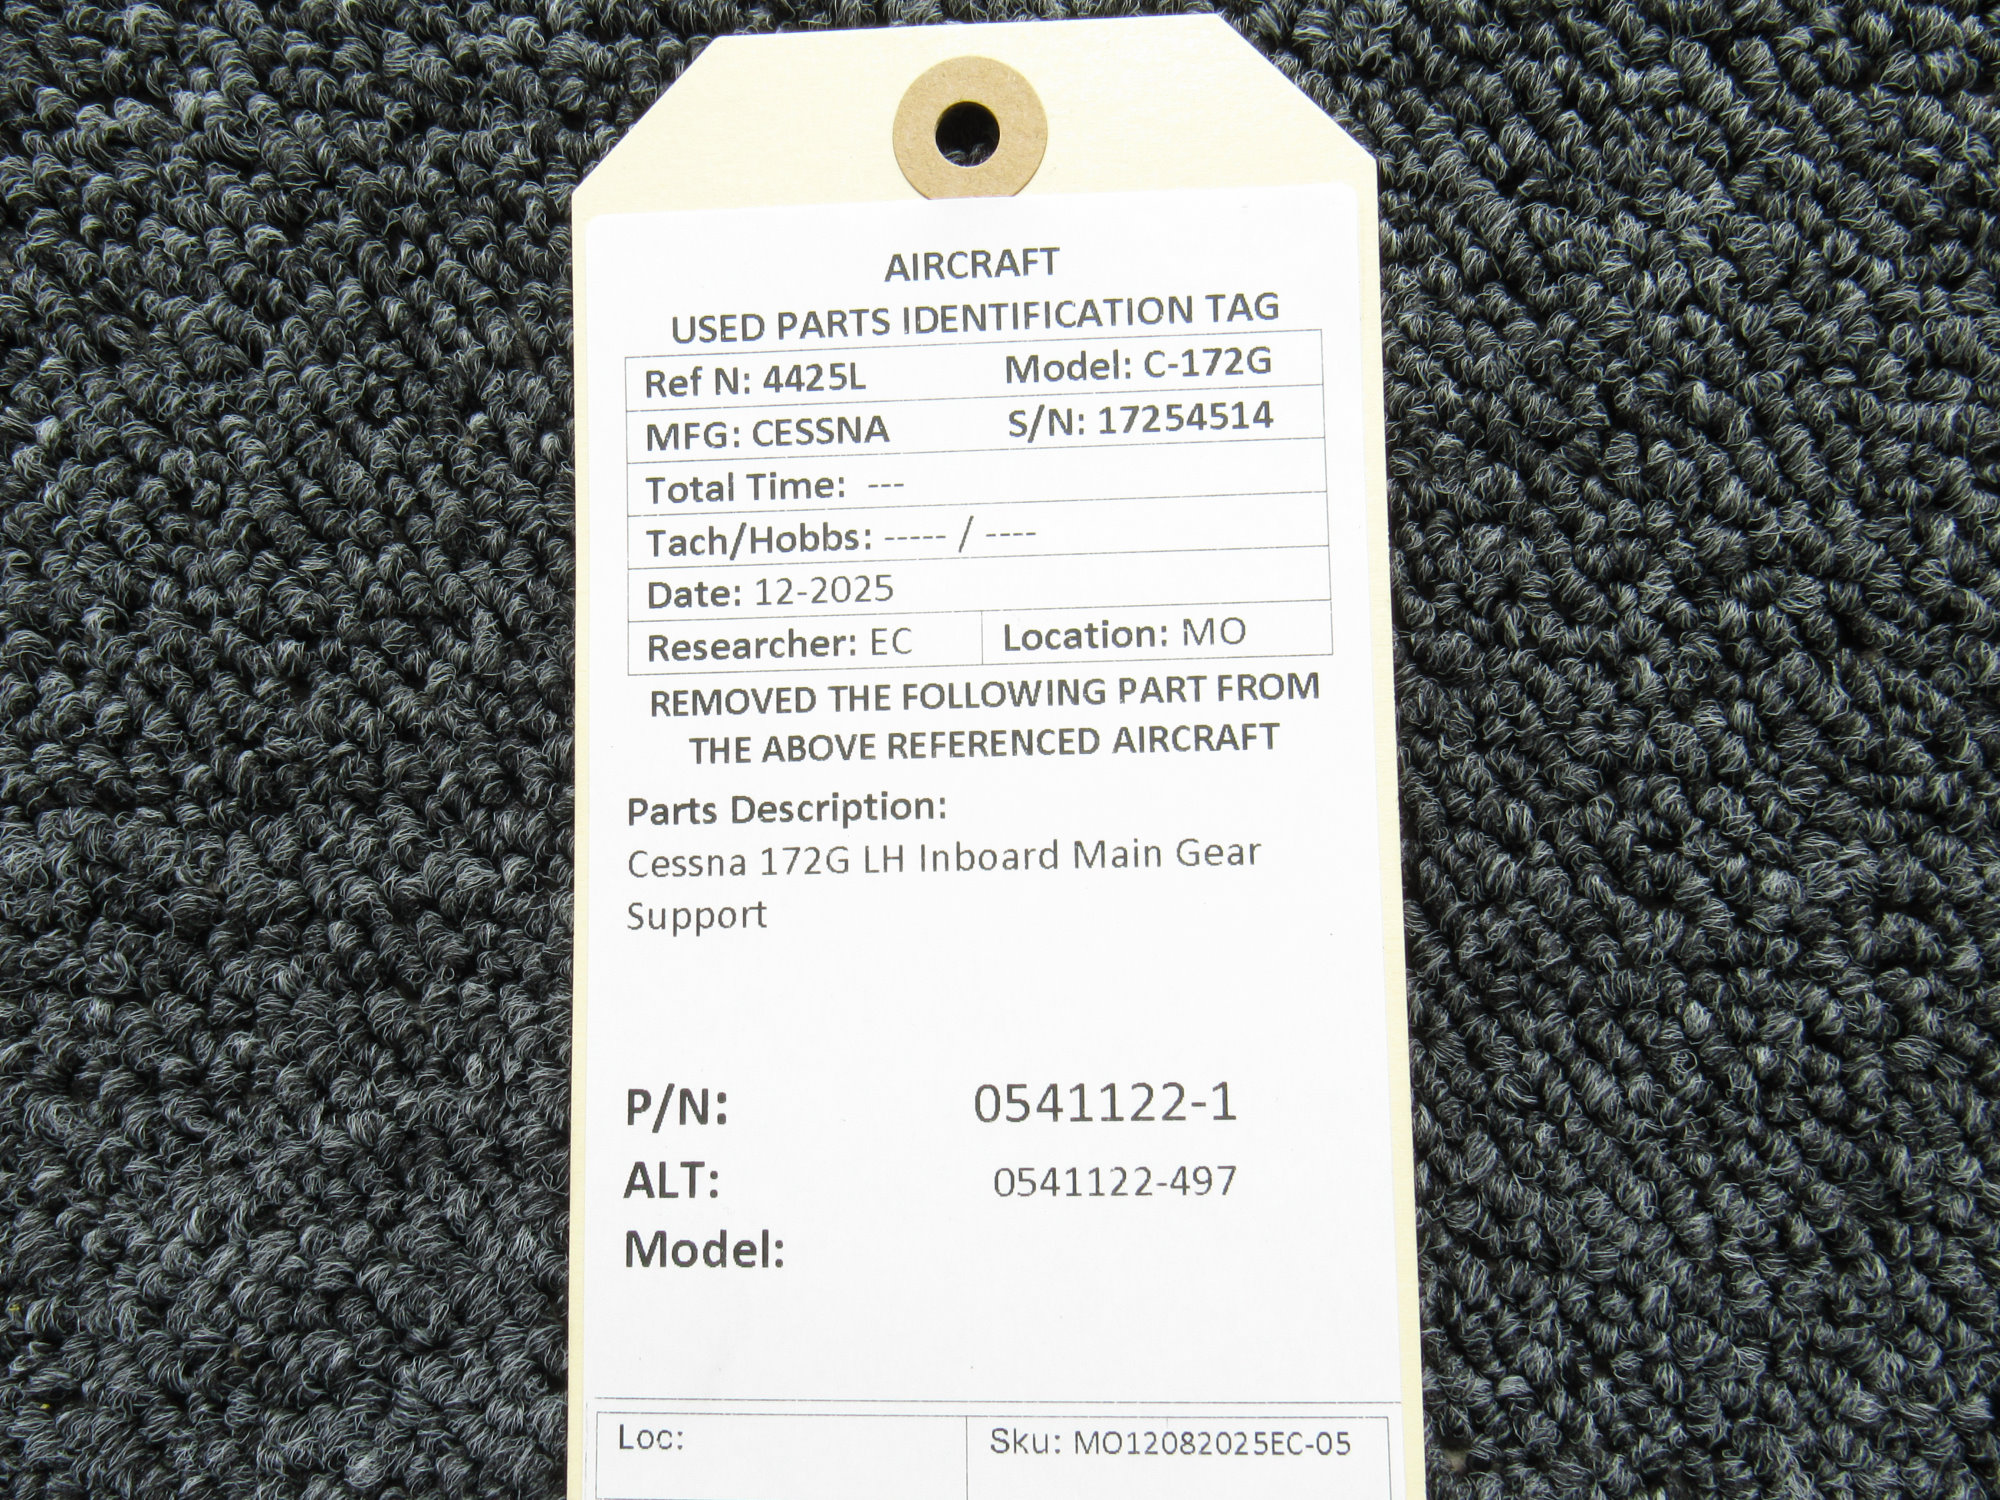 AIRCRAFT
USED PARTS IDENTIFICATION TAG
Ref N: 4425L Model: C-172G
MFG: CESSNA S/N: 17254514
Total Time: ---
Tach/Hobbs: ----- / ----
Date: 12-2025
Researcher: EC Location: MO
REMOVED THE FOLLOWING PART FROM
THE ABOVE REFERENCED AIRCRAFT
Parts Description:
Cessna 172G LH Inboard Main Gear
Support
P/N: 0541122-1
ALT: 0541122-497
Model:
Loc: Sku: MO12082025EC-05